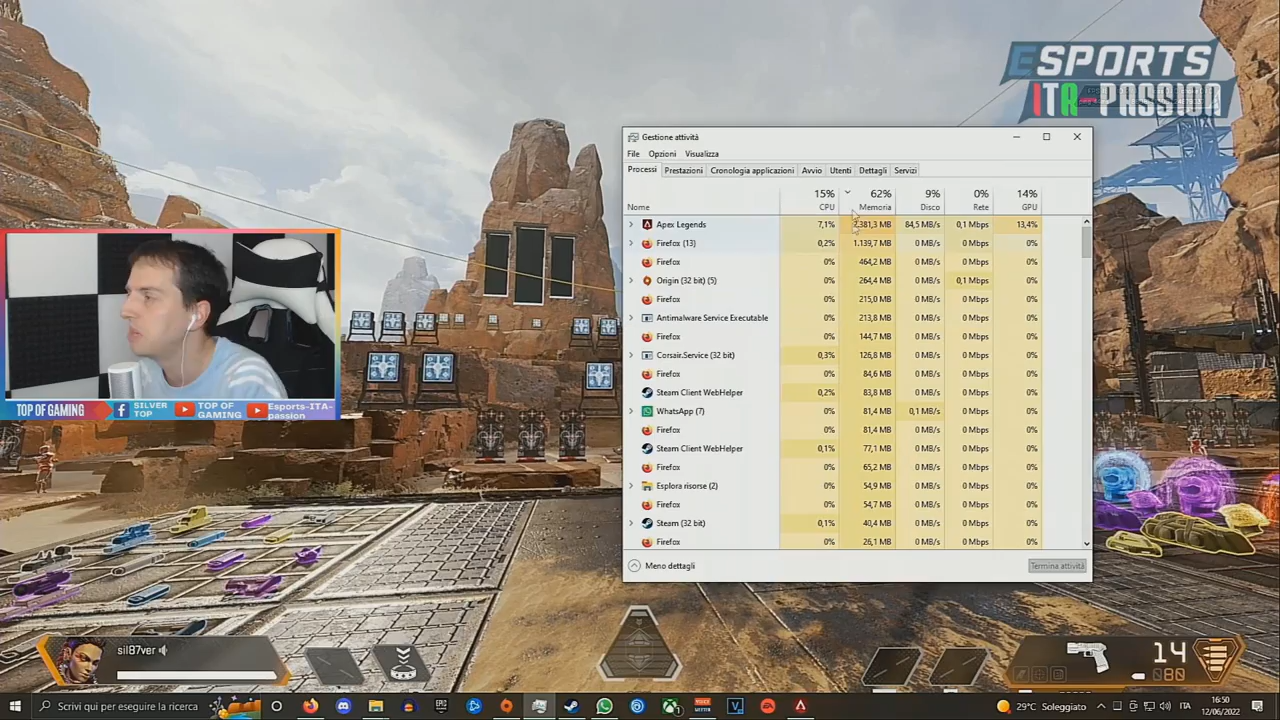 ESPORTS
ITA PASSION
Gestione attività
File Opzioni Visualizza
Processi Prestazioni Cronologia applicazioni Avvio Utenti Dettagli Servizi
15% 62% 9% 0% 14%
Nome CPU Memoria Disco Rete GPU
Apex Legends 7,1% 381,3 MB 84,5 MB/s 0,1 Mbps 13,4%
Firefox (13) 0,2% 1.139,7 MB 0 MB/s 0 Mbps 0%
Firefox 0% 464,2 MB 0 MB/s 0 Mbps 0%
Origin (32 bit) (5) 0% 264,4 MB 0 MB/s 0,1 Mbps 0%
Firefox 0% 215,0 MB 0 MB/s 0 Mbps 0%
Antimalware Service Executable 0% 213,8 MB 0 MB/s 0 Mbps 0%
Firefox 0% 144,7 MB 0 MB/s 0 Mbps 0%
Corsair.Service (32 bit) 0,3% 126,8 MB 0 MB/s 0 Mbps 0%
Firefox 0% 84,6 MB 0 MB/s 0 Mbps 0%
Steam Client WebHelper 0,2% 83,8 MB 0 MB/s 0 Mbps 0%
WhatsApp (7) 0% 81,4 MB 0,1 MB/s 0 Mbps 0%
Firefox 0% 81,4 MB 0 MB/s 0 Mbps 0%
Steam Client WebHelper 0,1% 77,1 MB 0 MB/s 0 Mbps 0%
Firefox 0% 65,2 MB 0 MB/s 0 Mbps 0%
Esplora risorse (2) 0% 54,9 MB 0 MB/s 0 Mbps 0%
Firefox 0% 54,7 MB 0 MB/s 0 Mbps 0%
Steam (32 bit) 0,1% 40,4 MB 0 MB/s 0 Mbps 0%
Firefox 0% 26,1 MB 0 MB/s 0 Mbps 0%
Meno dettagli Termina attività
TOP OF GAMING
SILVER TOP
TOP OF GAMING
Esports-ITA-passion
sil87ver
14
080
Scrivi qui per eseguire la ricerca
29°C Soleggiato
ITA
16:50
12/06/2022